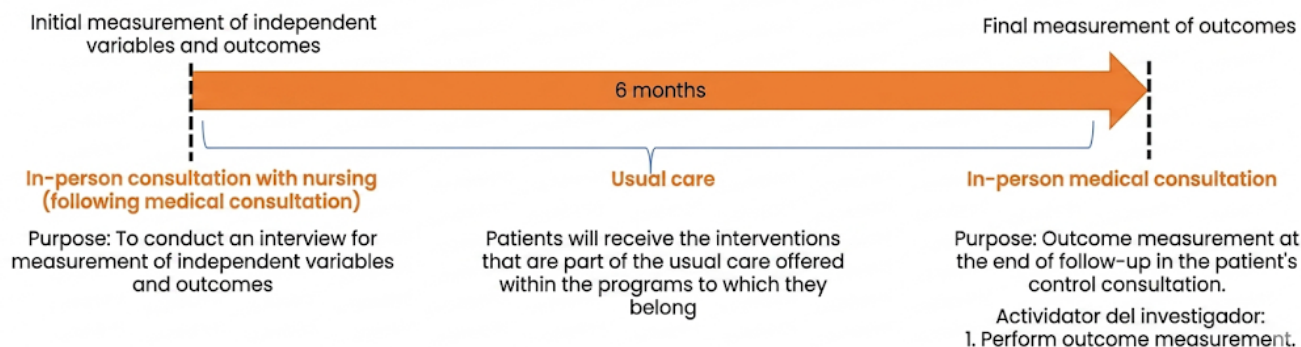 Initial measurement of independent
variables and outcomes
Final measurement of outcomes
6 months
In-person consultation with nursing
(following medical consultation)
Purpose: To conduct an interview for
measurement of independent variables
and outcomes
Usual care
Patients will receive the interventions
that are part of the usual care offered
within the programs to which they
belong
In-person medical consultation
Purpose: Outcome measurement at
the end of follow-up in the patient's
control consultation.
Actividator del investigador:
1. Perform outcome measurement.